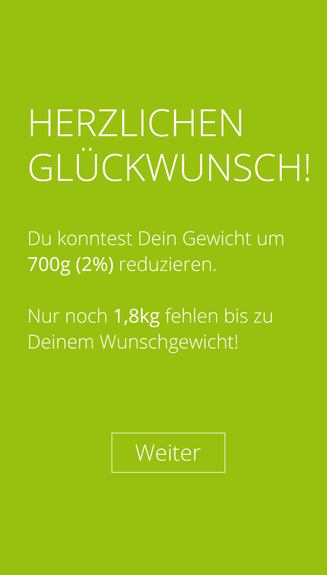 HERZLICHEN
GLÜCKWUNSCH!
Du konntest Dein Gewicht um
700g (2%) reduzieren.
Nur noch 1,8kg fehlen bis zu
Deinem Wunschgewicht!
Weiter